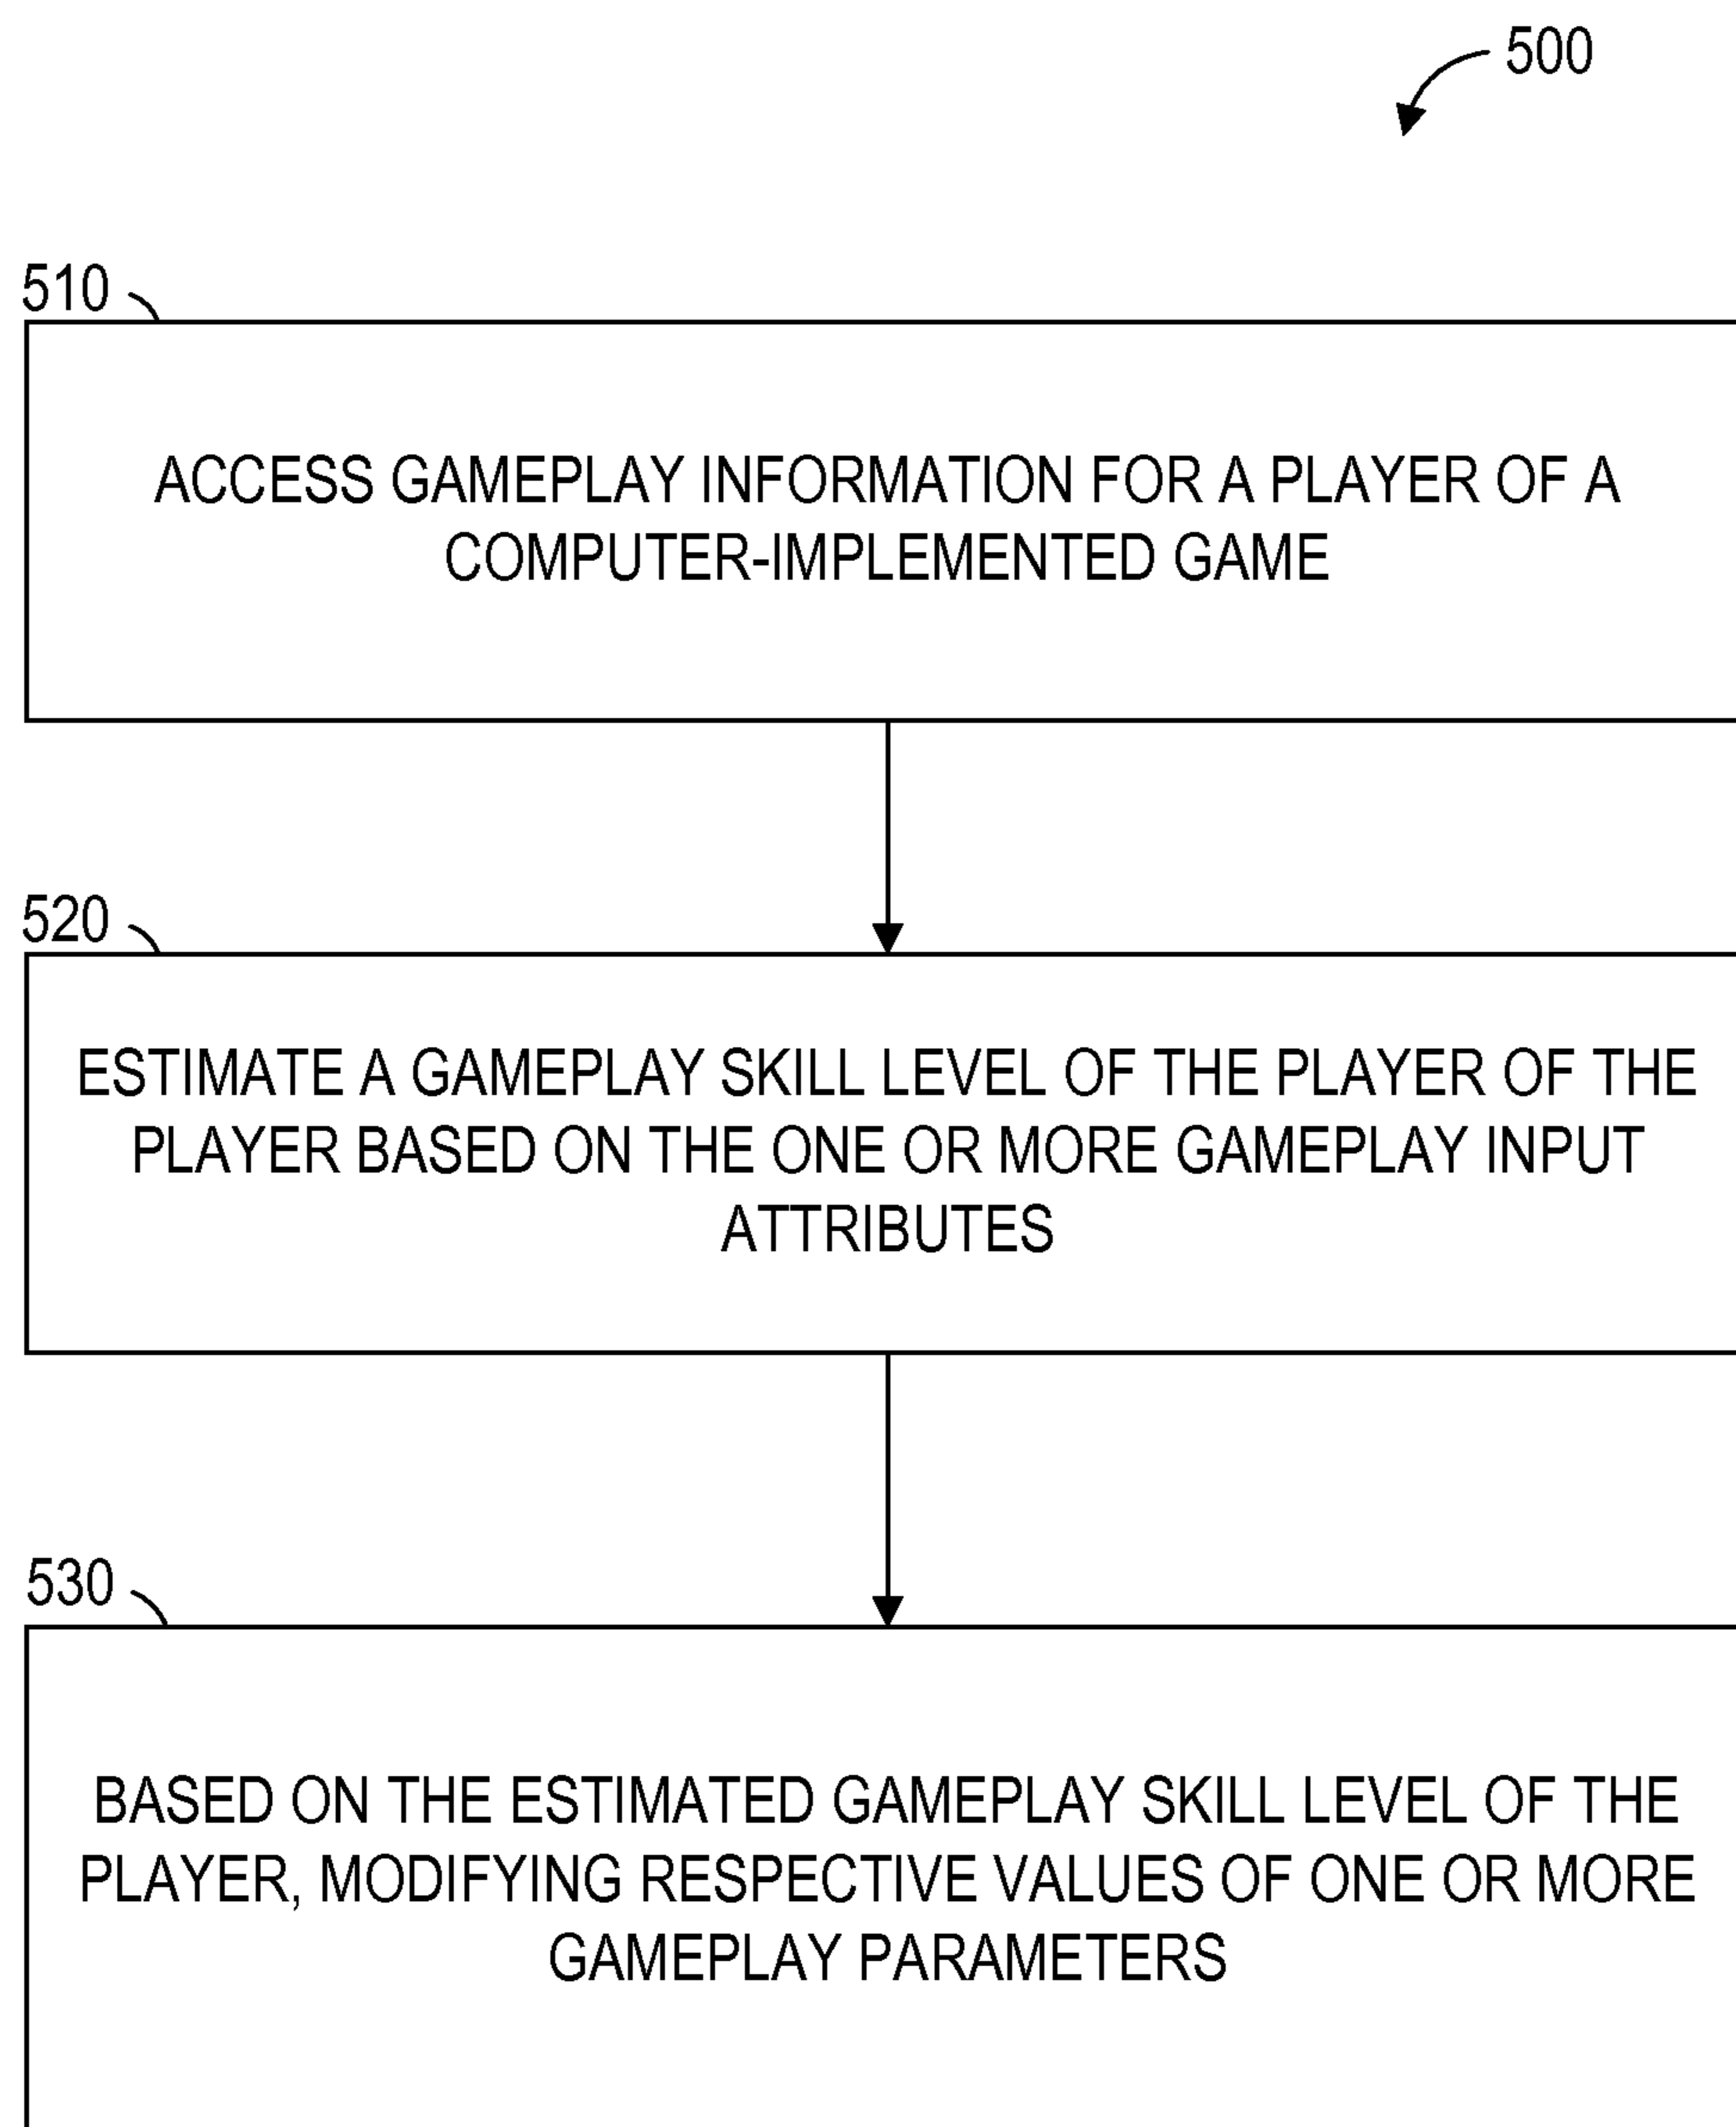 500
510
ACCESS GAMEPLAY INFORMATION FOR A PLAYER OF A
COMPUTER-IMPLEMENTED GAME
520
ESTIMATE A GAMEPLAY SKILL LEVEL OF THE PLAYER OF THE
PLAYER BASED ON THE ONE OR MORE GAMEPLAY INPUT
ATTRIBUTES
530
BASED ON THE ESTIMATED GAMEPLAY SKILL LEVEL OF THE
PLAYER, MODIFYING RESPECTIVE VALUES OF ONE OR MORE
GAMEPLAY PARAMETERS